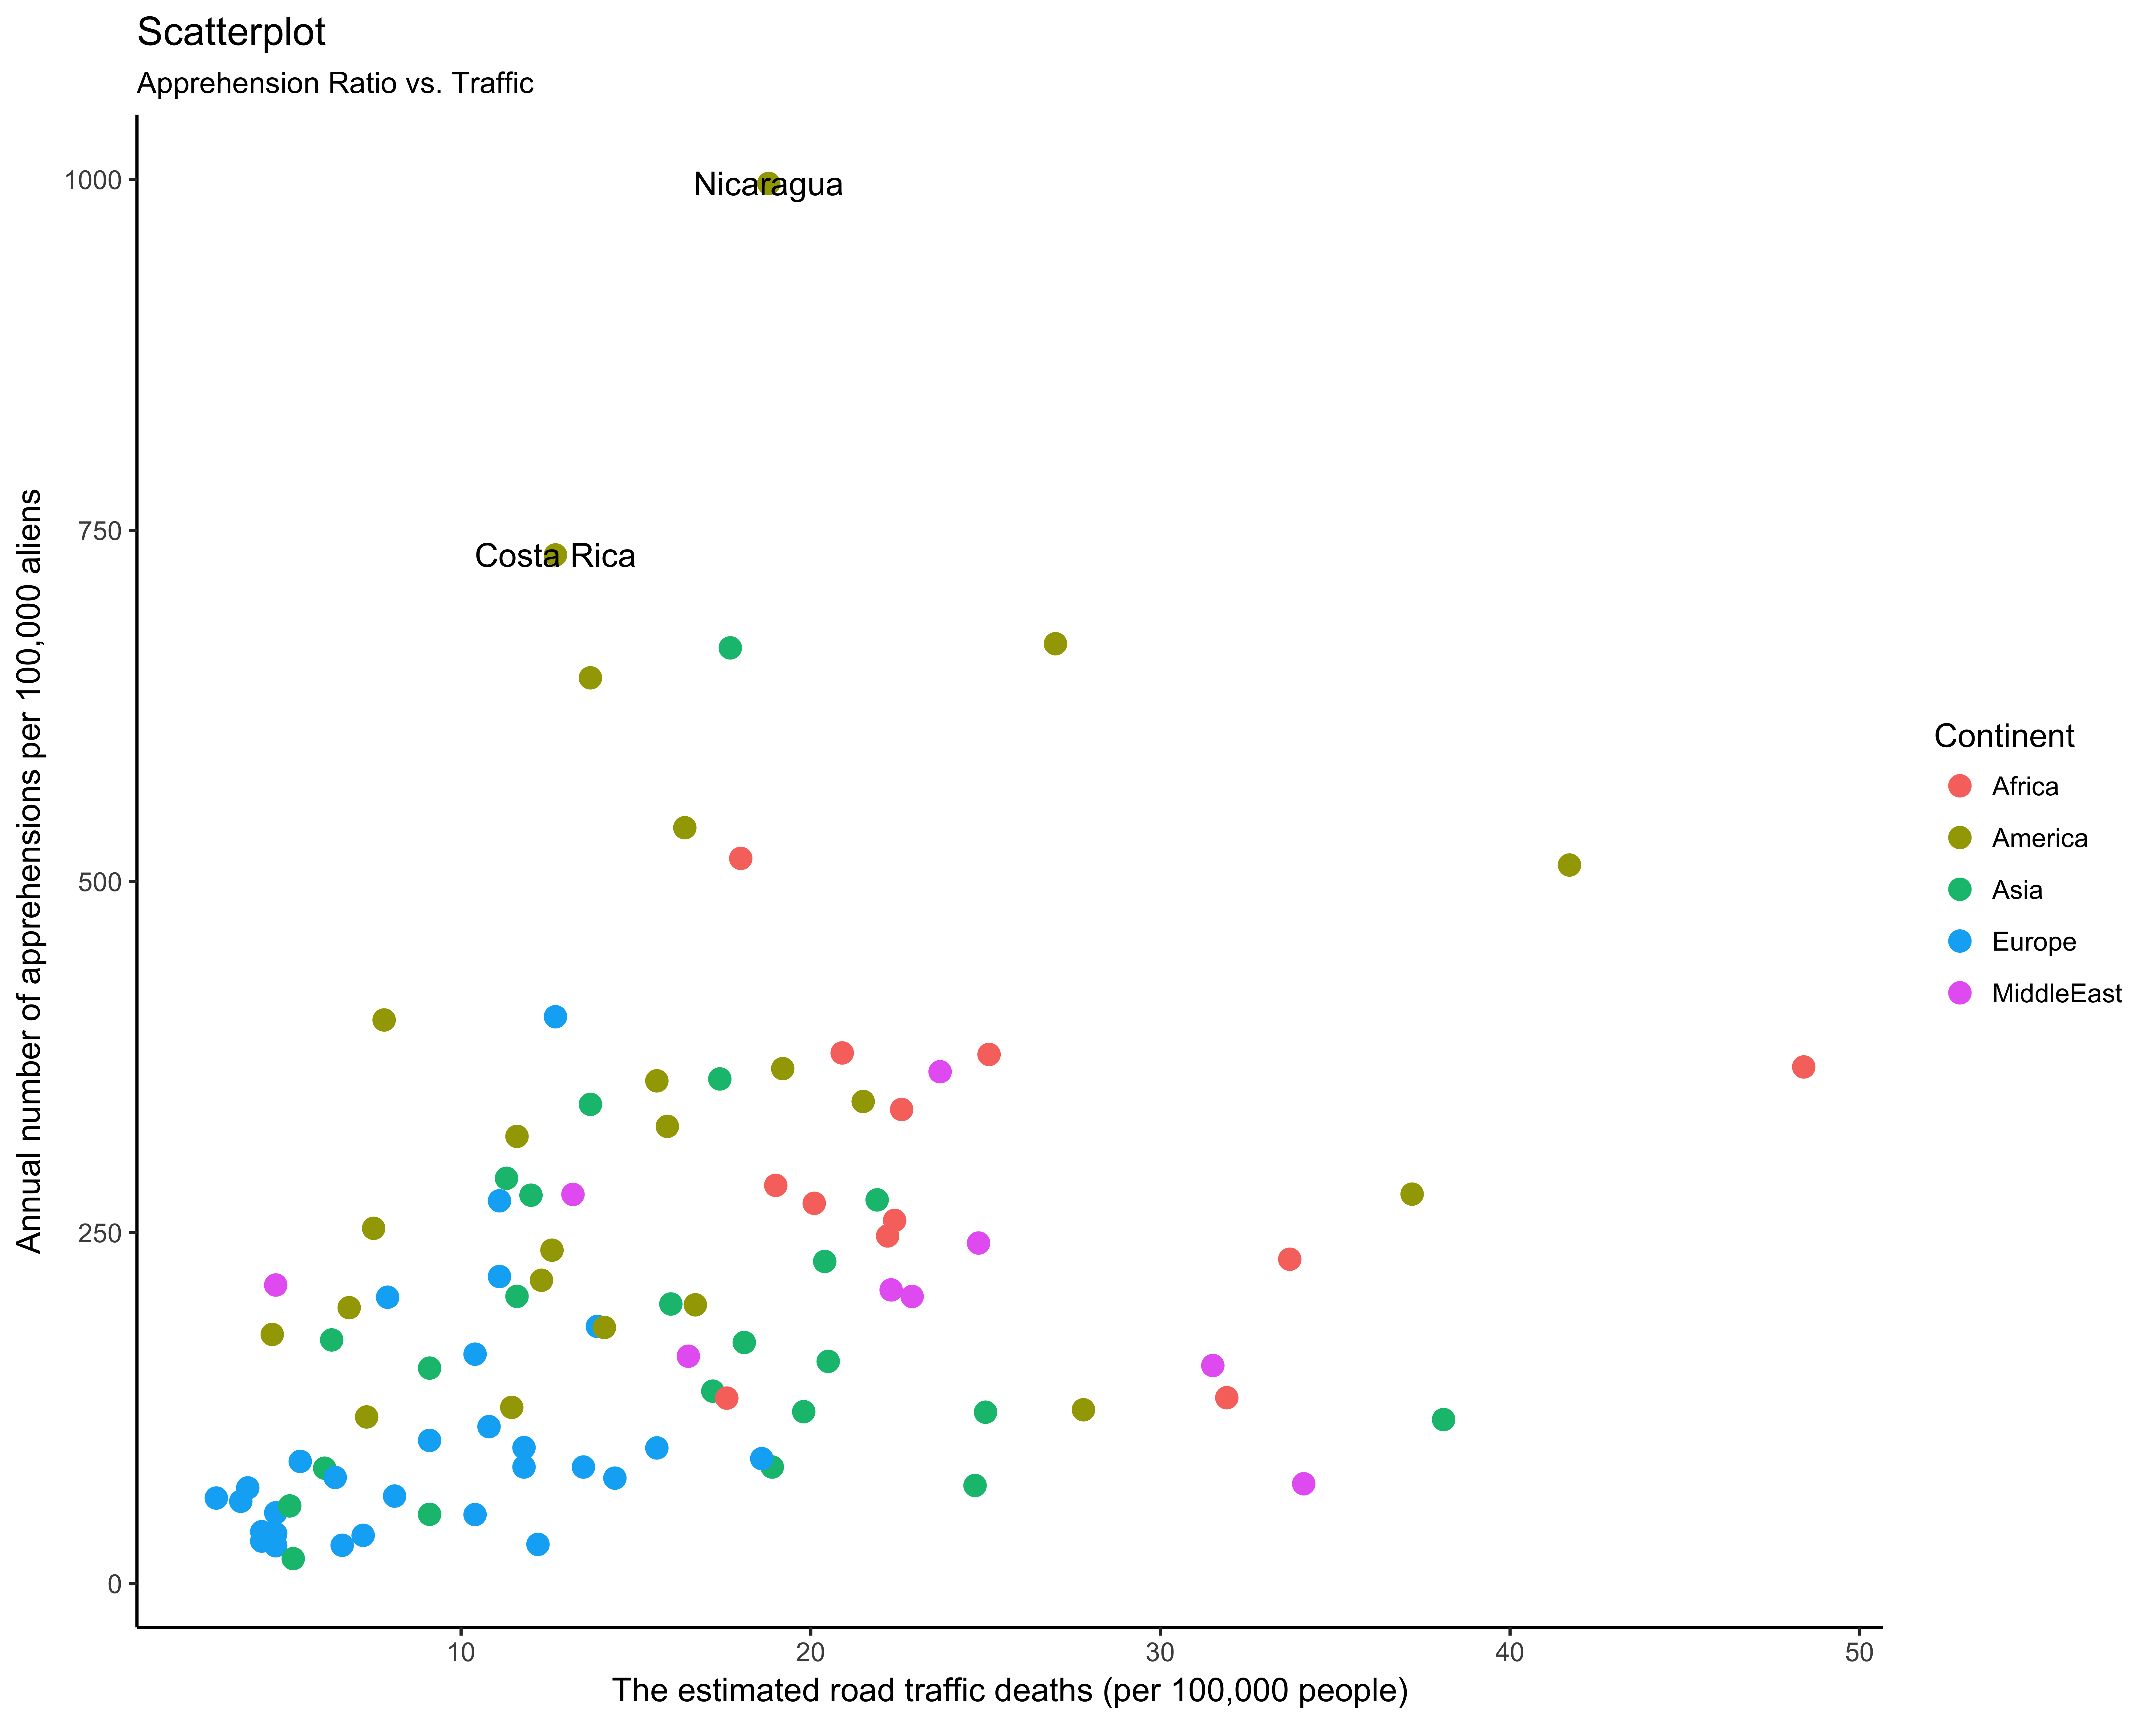 Scatterplot
Apprehension Ratio vs. Traffic
Annual number of apprehensions per 100,000 aliens
1000
750
500
250
0
Nicaragua
Costa Rica
10 20 30 40 50
The estimated road traffic deaths (per 100,000 people)
Continent
Africa
America
Asia
Europe
MiddleEast